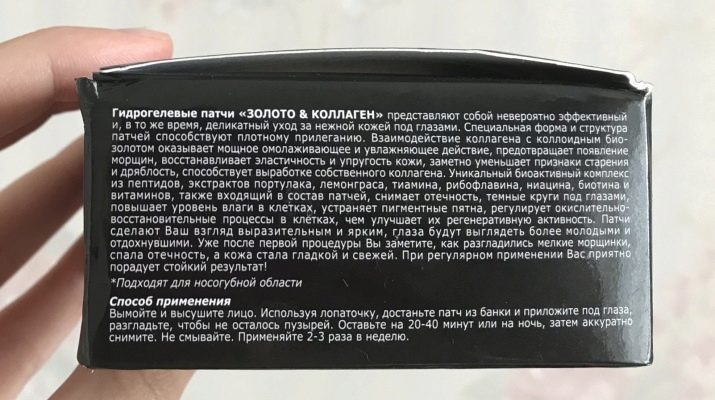 Гидрогелевые патчи «ЗОЛОТО & КОЛЛАГЕН» представляют собой невероятно эффективный
и, в то же время, деликатный уход за нежной кожей под глазами. Специальная форма и структура
патчей способствуют плотному прилеганию. Взаимодействие коллагена с коллоидным био-
золотом оказывает мощное омолаживающее и увлажняющее действие, предотвращает появление
морщин, восстанавливает эластичность и упругость кожи, заметно уменьшает признаки старения
и дряблость, способствует выработке собственного коллагена. Уникальный биоактивный комплекс
из пептидов, экстрактов портулака, лемонграса, тиамина, рибофлавина, ниацина, биотина и
витаминов, также входящий в состав патчей, снимает отечность, темные круги под глазами,
повышает уровень влаги в клетках, устраняет пигментные пятна, регулирует окислительно-
восстановительные процессы в клетках, чем улучшает их регенеративную активность. Патчи
сделают Ваш взгляд выразительным и ярким, глаза будут выглядеть более молодыми и
отдохнувшими. Уже после первой процедуры Вы заметите, как разгладились мелкие морщинки,
спала отечность, а кожа стала гладкой и свежей. При регулярном применении Вас приятно
порадует стойкий результат!
*Подходят для носогубной области
Способ применения
Вымойте и высушите лицо. Используя лопаточку, достаньте патч из банки и приложите под глаза,
разгладьте, чтобы не осталось пузырей. Оставьте на 20-40 минут или на ночь, затем аккуратно
снимите. Не смывайте. Применяйте 2-3 раза в неделю.